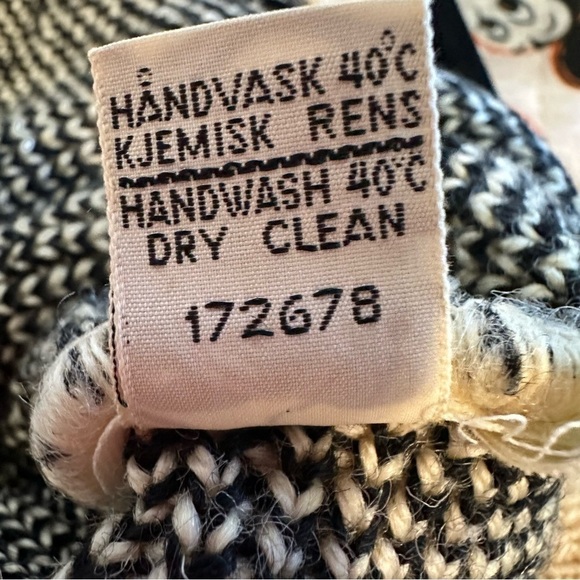 HÅNDVASK 40°C
KJEMISK RENS
HANDWASH 40°C
DRY CLEAN
172678